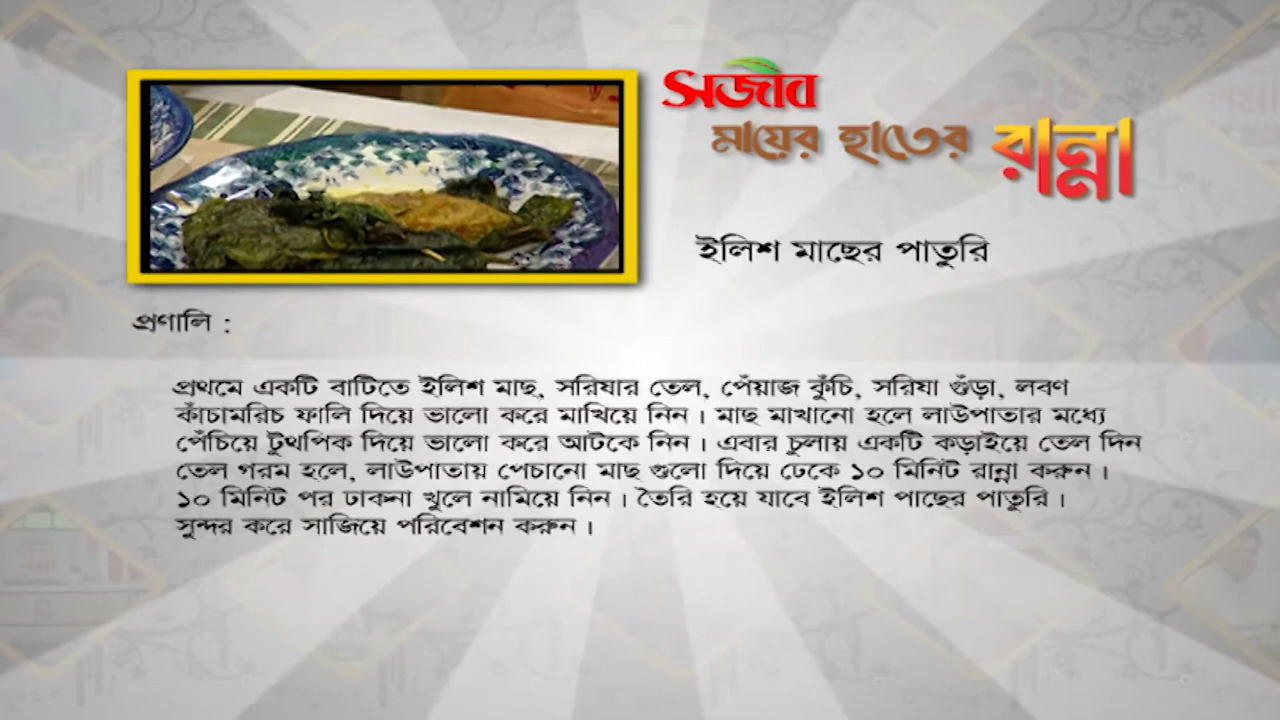 সজীব
মায়ের হাতের রান্না
ইলিশ মাছের পাতুরি
প্রণালি :
প্রথমে একটি বাটিতে ইলিশ মাছ, সরিষার তেল, পেঁয়াজ কুঁচি, সরিষা গুঁড়া, লবণ
কাঁচামরিচ ফালি দিয়ে ভালো করে মাখিয়ে নিন। মাছ মাখানো হলে লাউপাতার মধ্যে
পেঁচিয়ে টুথপিক দিয়ে ভালো করে আটকে নিন। এবার চুলায় একটি কড়াইয়ে তেল দিন
তেল গরম হলে, লাউপাতায় পেচানো মাছ গুলো দিয়ে ঢেকে ১০ মিনিট রান্না করুন।
১০ মিনিট পর ঢাকনা খুলে নামিয়ে নিন। তৈরি হয়ে যাবে ইলিশ পাছের পাতুরি।
সুন্দর করে সাজিয়ে পরিবেশন করুন।